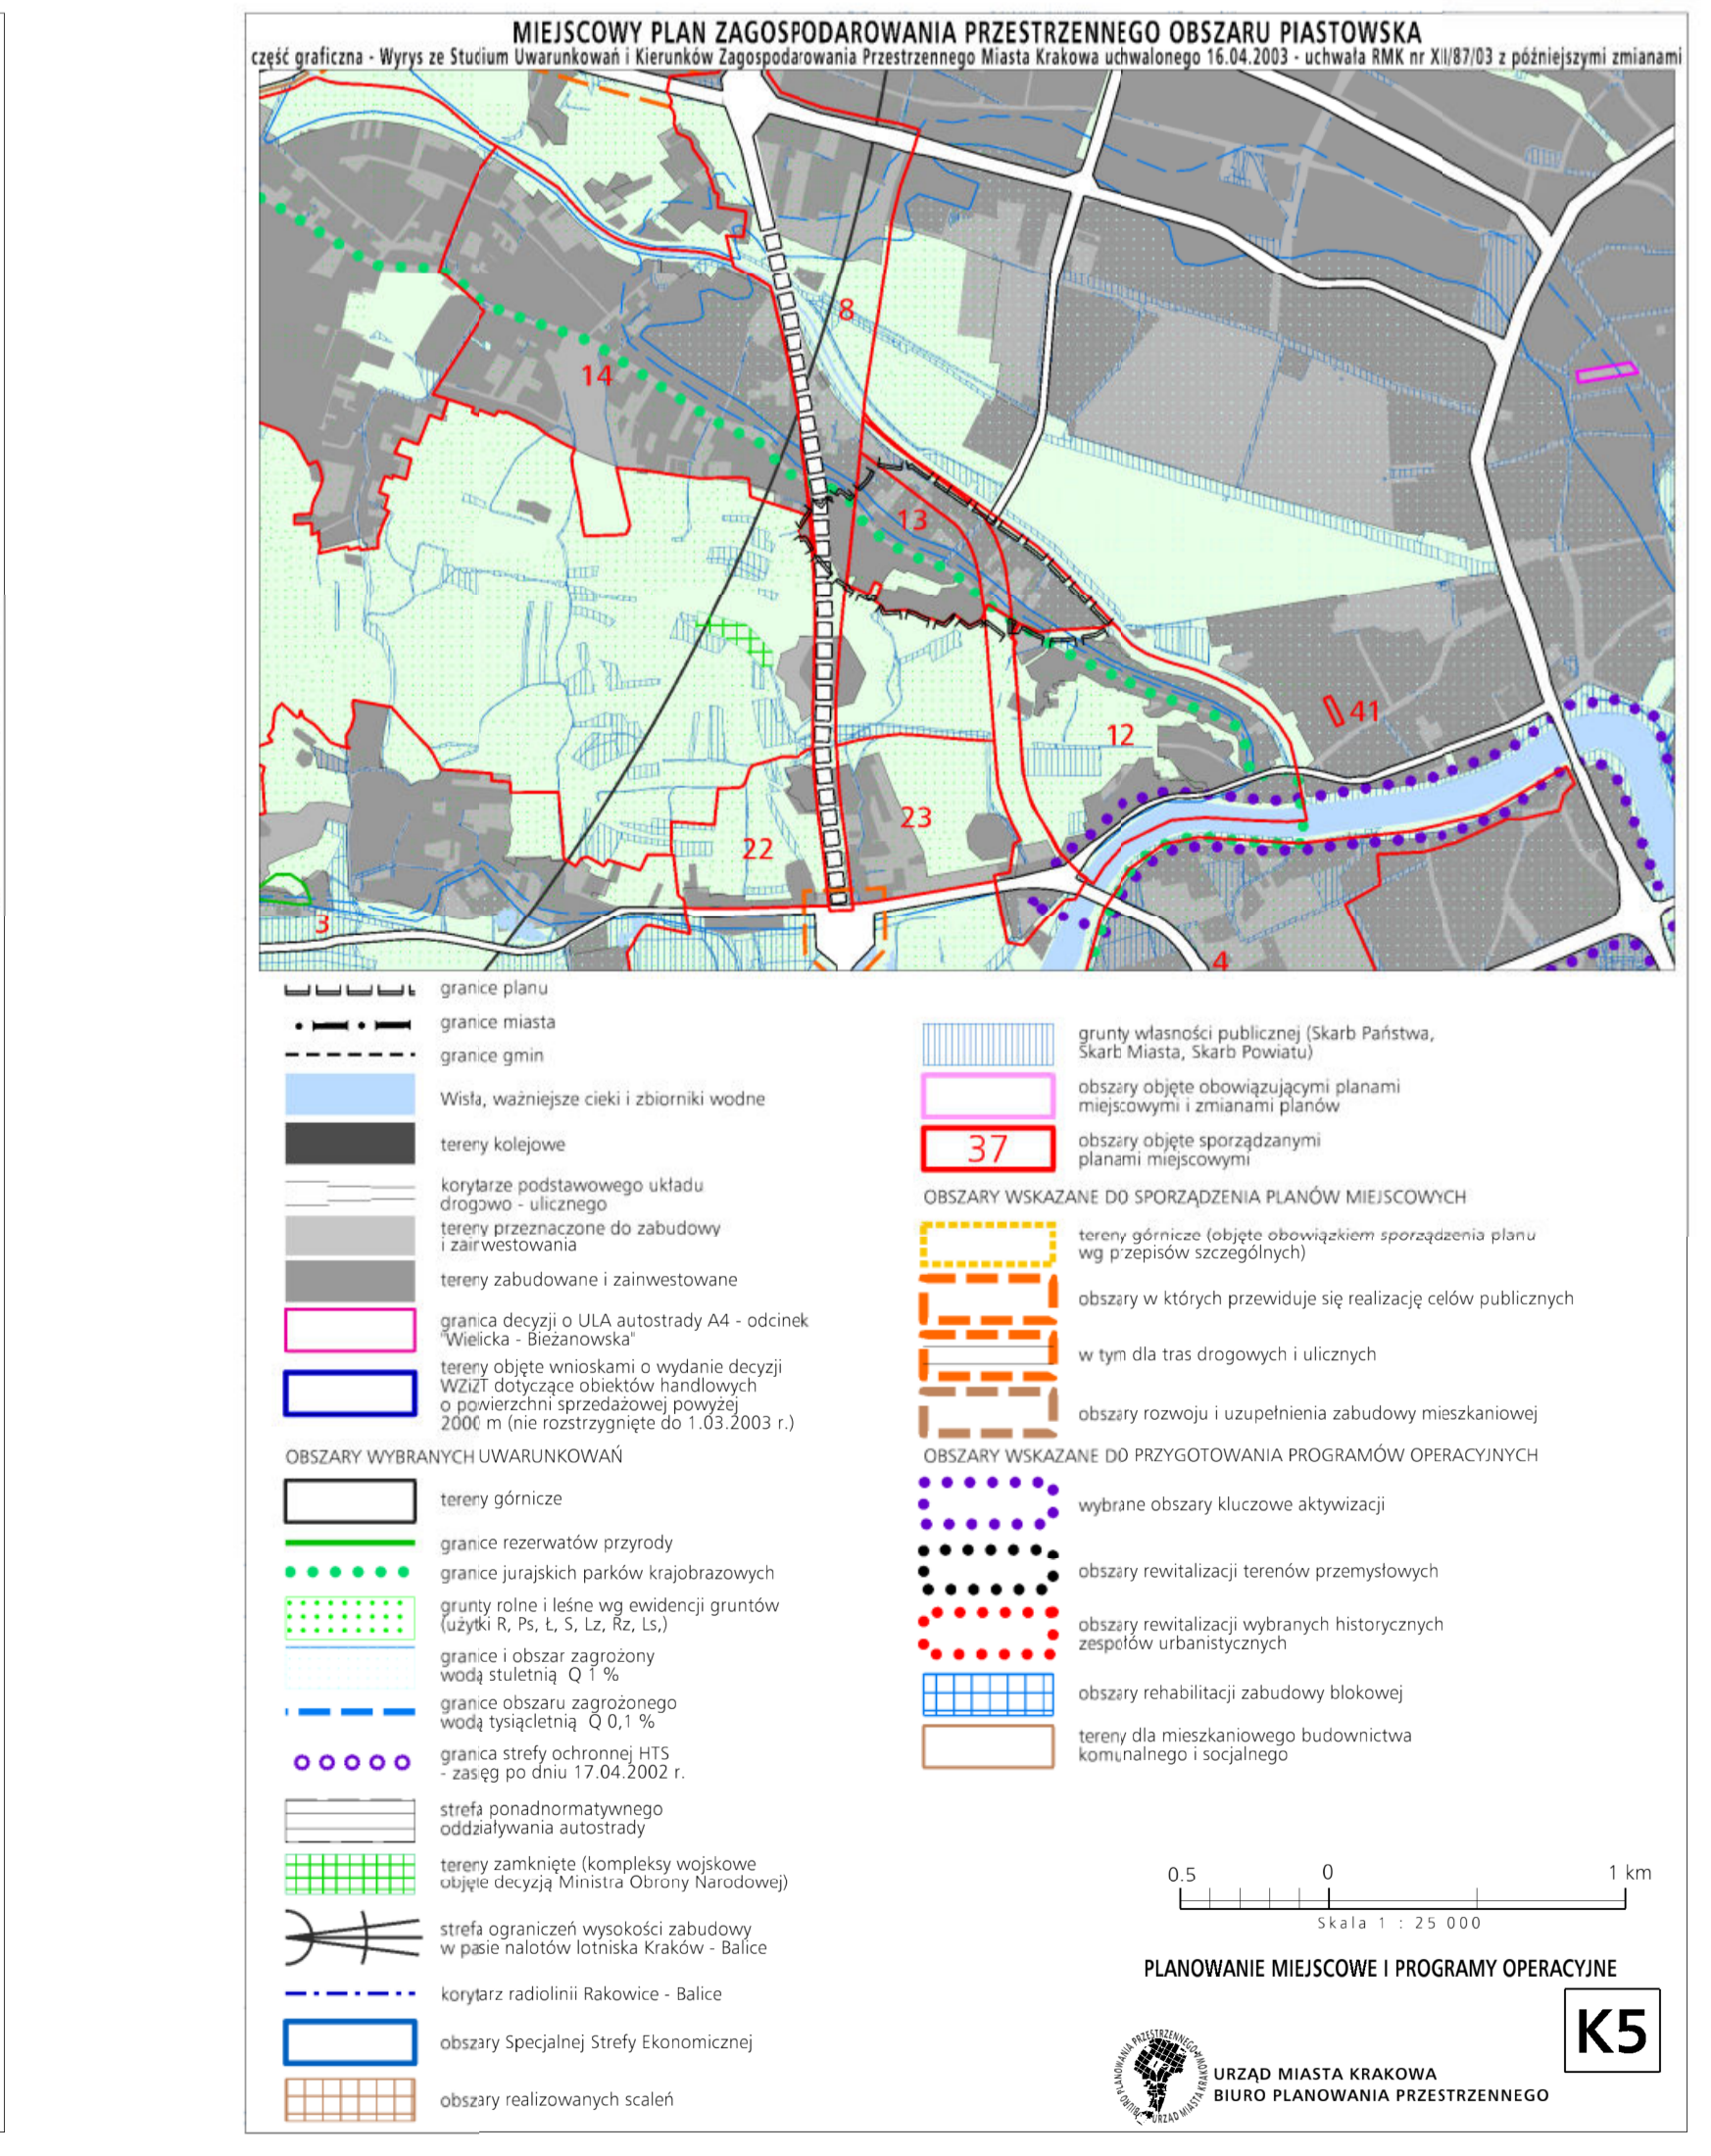 MIEJSCOWY PLAN ZAGOSPODAROWANIA PRZESTRZENNEGO OBSZARU PIASTOWSKA
część graficzna - Wyrys ze Studium Uwarunkowań i Kierunków Zagospodarowania Przestrzennego Miasta Krakowa uchwalonego 16.04.2003 - uchwała RMK nr XII/87/03 z późniejszymi zmianami
8
14
13
41
12
23
22
3
4
granice planu
granice miasta
granice gmin
Wisła, ważniejsze cieki i zbiorniki wodne
tereny kolejowe
korytarze podstawowego układu
drogowo - ulicznego
tereny przeznaczone do zabudowy
i zainwestowania
tereny zabudowane i zainwestowane
granica decyzji o ULA autostrady A4 - odcinek
"Wielicka - Bieżanowska"
tereny objęte wnioskami o wydanie decyzji
WZiZT dotyczące obiektów handlowych
o powierzchni sprzedażowej powyżej
2000 m (nie rozstrzygnięte do 1.03.2003 r.)
OBSZARY WYBRANYCH UWARUNKOWAŃ
tereny górnicze
granice rezerwatów przyrody
granice jurajskich parków krajobrazowych
grunty rolne i leśne wg ewidencji gruntów
(użytki R, Ps, Ł, S, Lz, Rz, Ls,)
granice i obszar zagrożony
wodą stuletnią Q 1 %
granice obszaru zagrożonego
wodą tysiącletnią Q 0,1 %
granica strefy ochronnej HTS
- zasięg po dniu 17.04.2002 r.
strefa ponadnormatywnego
oddziaływania autostrady
tereny zamknięte (kompleksy wojskowe
objęte decyzją Ministra Obrony Narodowej)
strefa ograniczeń wysokości zabudowy
w pasie nalotów lotniska Kraków - Balice
korytarz radiolinii Rakowice - Balice
obszary Specjalnej Strefy Ekonomicznej
obszary realizowanych scaleń
grunty własności publicznej (Skarb Państwa,
Skarb Miasta, Skarb Powiatu)
obszary objęte obowiązującymi planami
miejscowymi i zmianami planów
37
obszary objęte sporządzanymi
planami miejscowymi
OBSZARY WSKAZANE DO SPORZĄDZENIA PLANÓW MIEJSCOWYCH
tereny górnicze (objęte obowiązkiem sporządzenia planu
wg przepisów szczególnych)
obszary w których przewiduje się realizację celów publicznych
w tym dla tras drogowych i ulicznych
obszary rozwoju i uzupełnienia zabudowy mieszkaniowej
OBSZARY WSKAZANE DO PRZYGOTOWANIA PROGRAMÓW OPERACYJNYCH
wybrane obszary kluczowe aktywizacji
obszary rewitalizacji terenów przemysłowych
obszary rewitalizacji wybranych historycznych
zespołów urbanistycznych
obszary rehabilitacji zabudowy blokowej
tereny dla mieszkaniowego budownictwa
komunalnego i socjalnego
0.5 0 1 km
Skala 1 : 25 000
PLANOWANIE MIEJSCOWE I PROGRAMY OPERACYJNE
K5
BIURO PLANOWANIA PRZESTRZENNEGO URZĄD MIASTA KRAKOWA
URZĄD MIASTA KRAKOWA
BIURO PLANOWANIA PRZESTRZENNEGO